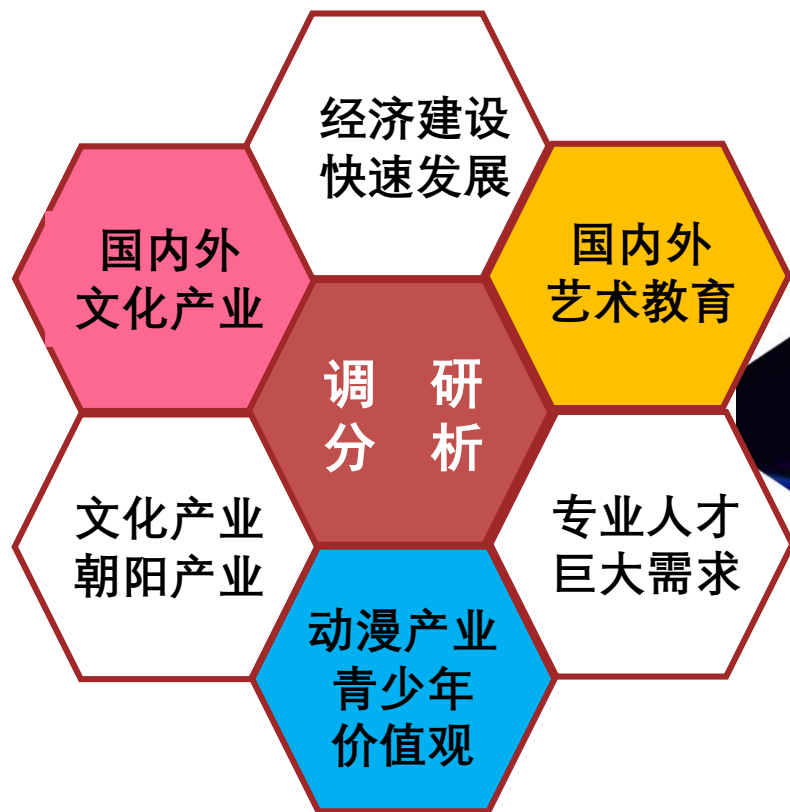 经济建设
快速发展
国内外
文化产业
国内外
艺术教育
调 研
分 析
文化产业
朝阳产业
专业人才
巨大需求
动漫产业
青少年
价值观